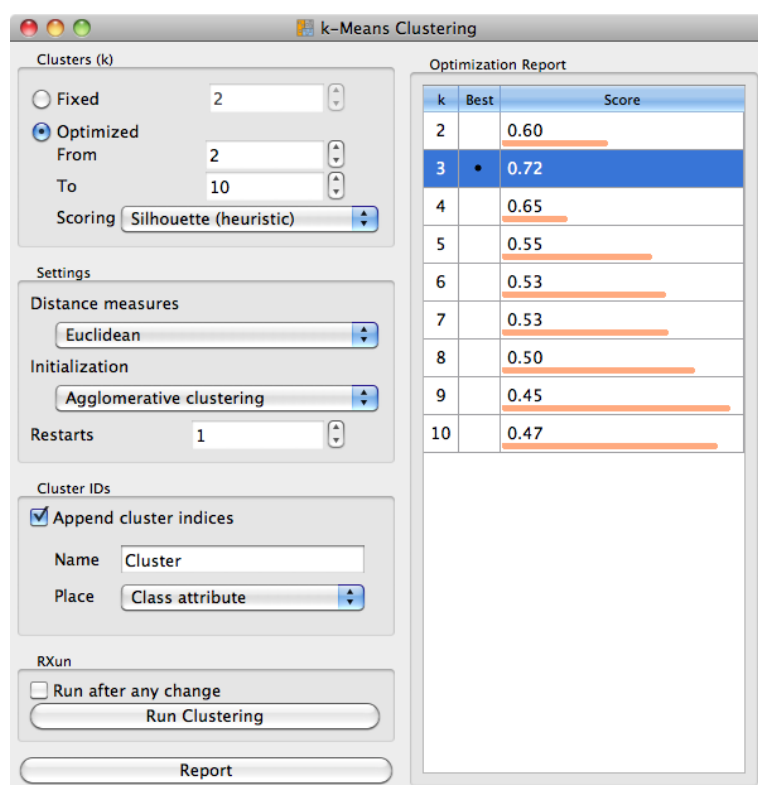 k-Means Clustering
Clusters (k)
Fixed 2
Optimized
From 2
To 10
Scoring Silhouette (heuristic)
Settings
Distance measures
Euclidean
Initialization
Agglomerative clustering
Restarts 1
Cluster IDs
Append cluster indices
Name Cluster
Place Class attribute
RXun
Run after any change
Run Clustering
Report
Optimization Report
k Best Score
2 0.60
3 • 0.72
4 0.65
5 0.55
6 0.53
7 0.53
8 0.50
9 0.45
10 0.47